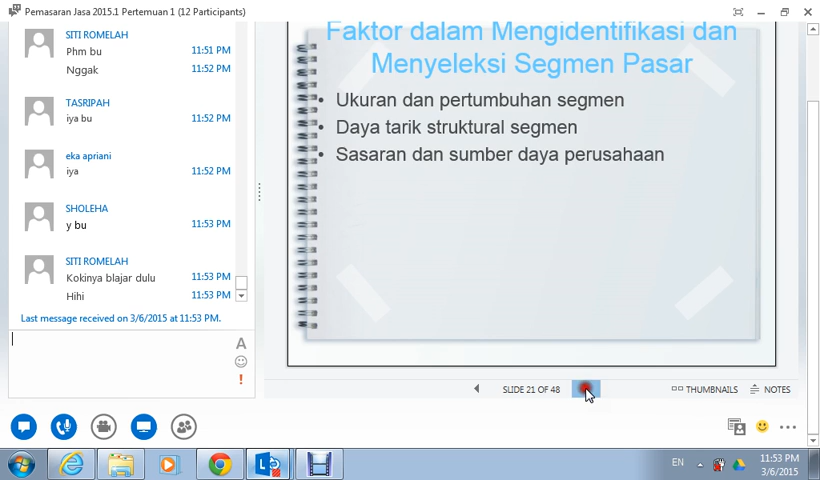 Pemasaran Jasa 2015.1 Pertemuan 1 (12 Participants)
SITI ROMELAH
Phm bu 11:51 PM
Nggak 11:52 PM
TASRIPAH
iya bu 11:52 PM
eka apriani
iya 11:52 PM
SHOLEHA
y bu 11:53 PM
SITI ROMELAH
Kokinya blajar dulu 11:53 PM
Hihi 11:53 PM
Last message received on 3/6/2015 at 11:53 PM.
A
!
Faktor dalam Mengidentifikasi dan
Menyeleksi Segmen Pasar
• Ukuran dan pertumbuhan segmen
• Daya tarik struktural segmen
• Sasaran dan sumber daya perusahaan
SLIDE 21 OF 48
THUMBNAILS
NOTES
EN
11:53 PM
3/6/2015